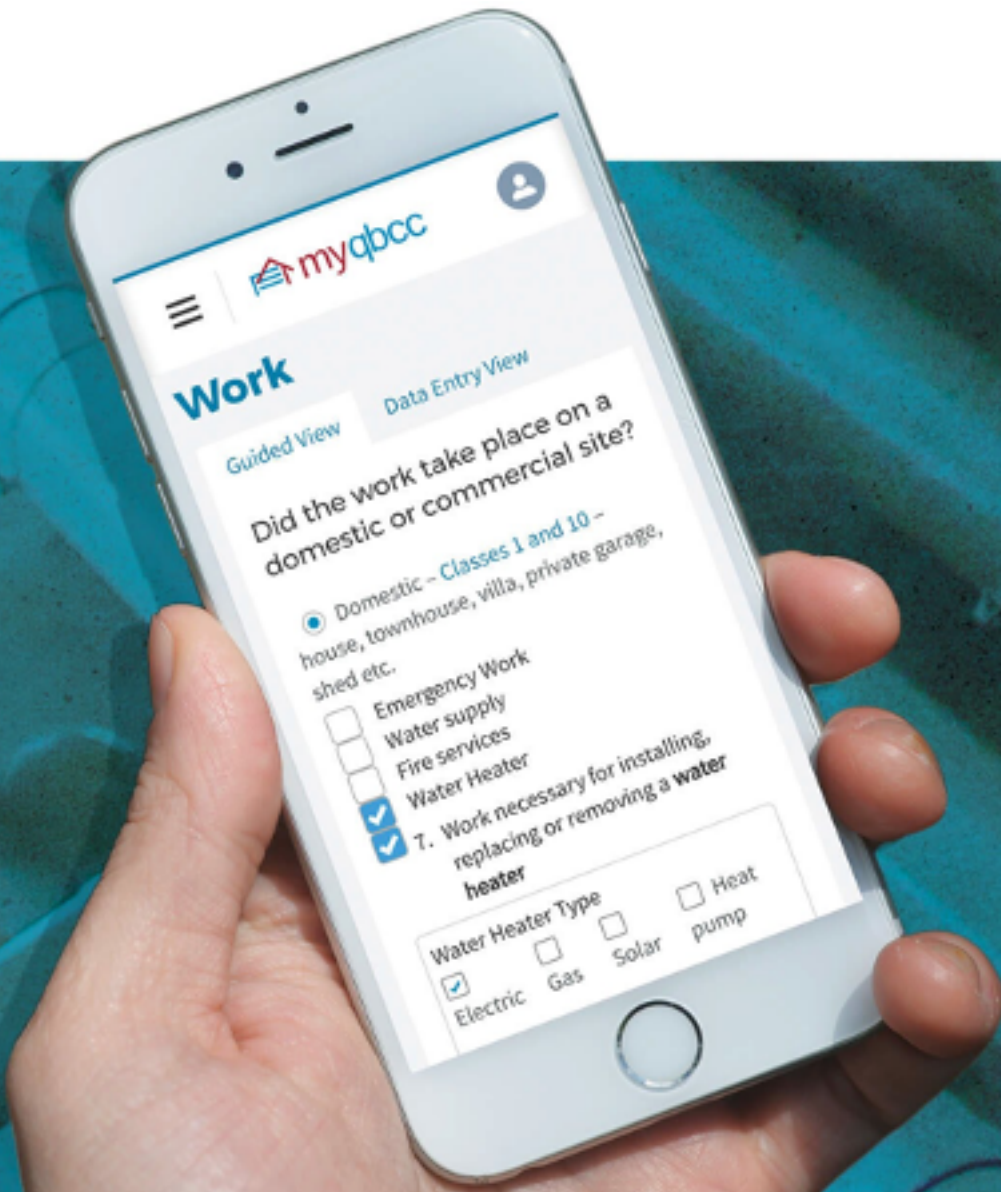 myqbcc
Work
Guided View
Data Entry View
Did the work take place on a
domestic or commercial site?
Domestic – Classes 1 and 10 –
house, townhouse, villa, private garage,
shed etc.
Emergency Work
Water supply
Fire services
Water Heater
7. Work necessary for installing,
replacing or removing a water
heater
Water Heater Type
Electric
Gas
Solar
Heat
pump